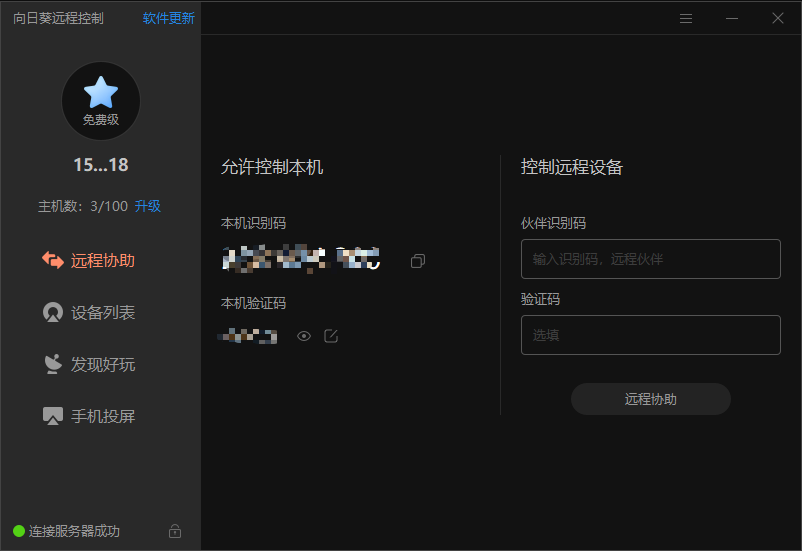 向日葵远程控制 软件更新
免费级
15...18
主机数：3/100 升级
远程协助
设备列表
发现好玩
手机投屏
连接服务器成功
允许控制本机
本机识别码
本机验证码
控制远程设备
伙伴识别码
输入识别码，远程伙伴
验证码
选填
远程协助